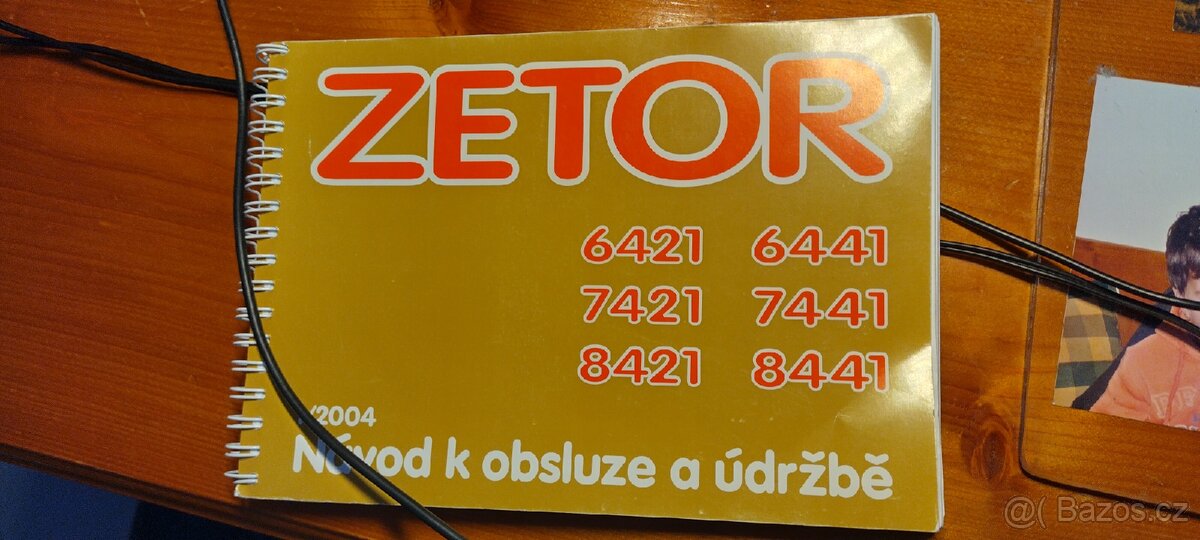 ZETOR
6421 6441
7421 7441
8421 8441
/2004
Návod k obsluze a údržbě
@( Bazos.cz